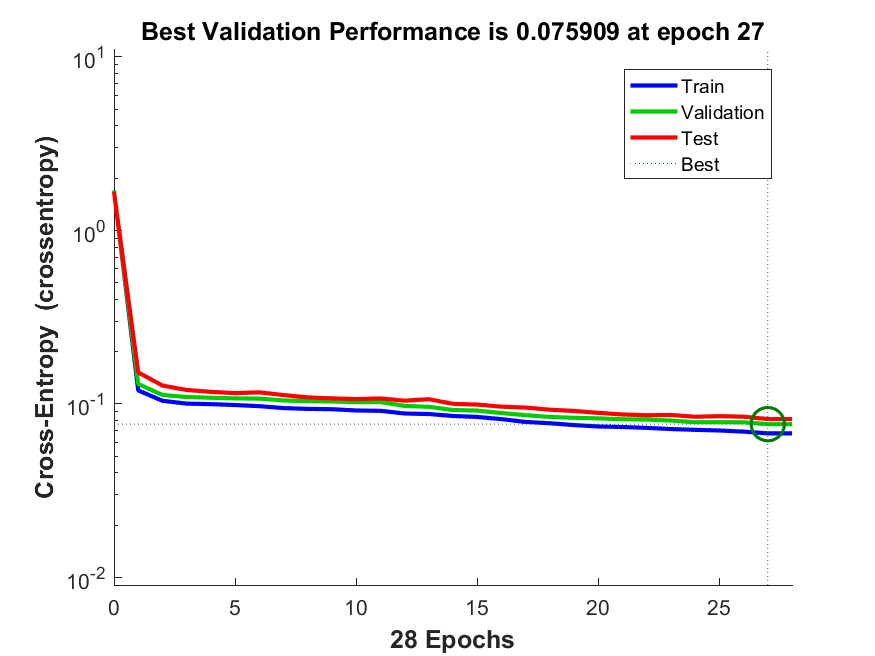 Best Validation Performance is 0.075909 at epoch 27
Cross-Entropy (crossentropy)
10^1
10^0
10^-1
10^-2
Train
Validation
Test
Best
0 5 10 15 20 25
28 Epochs